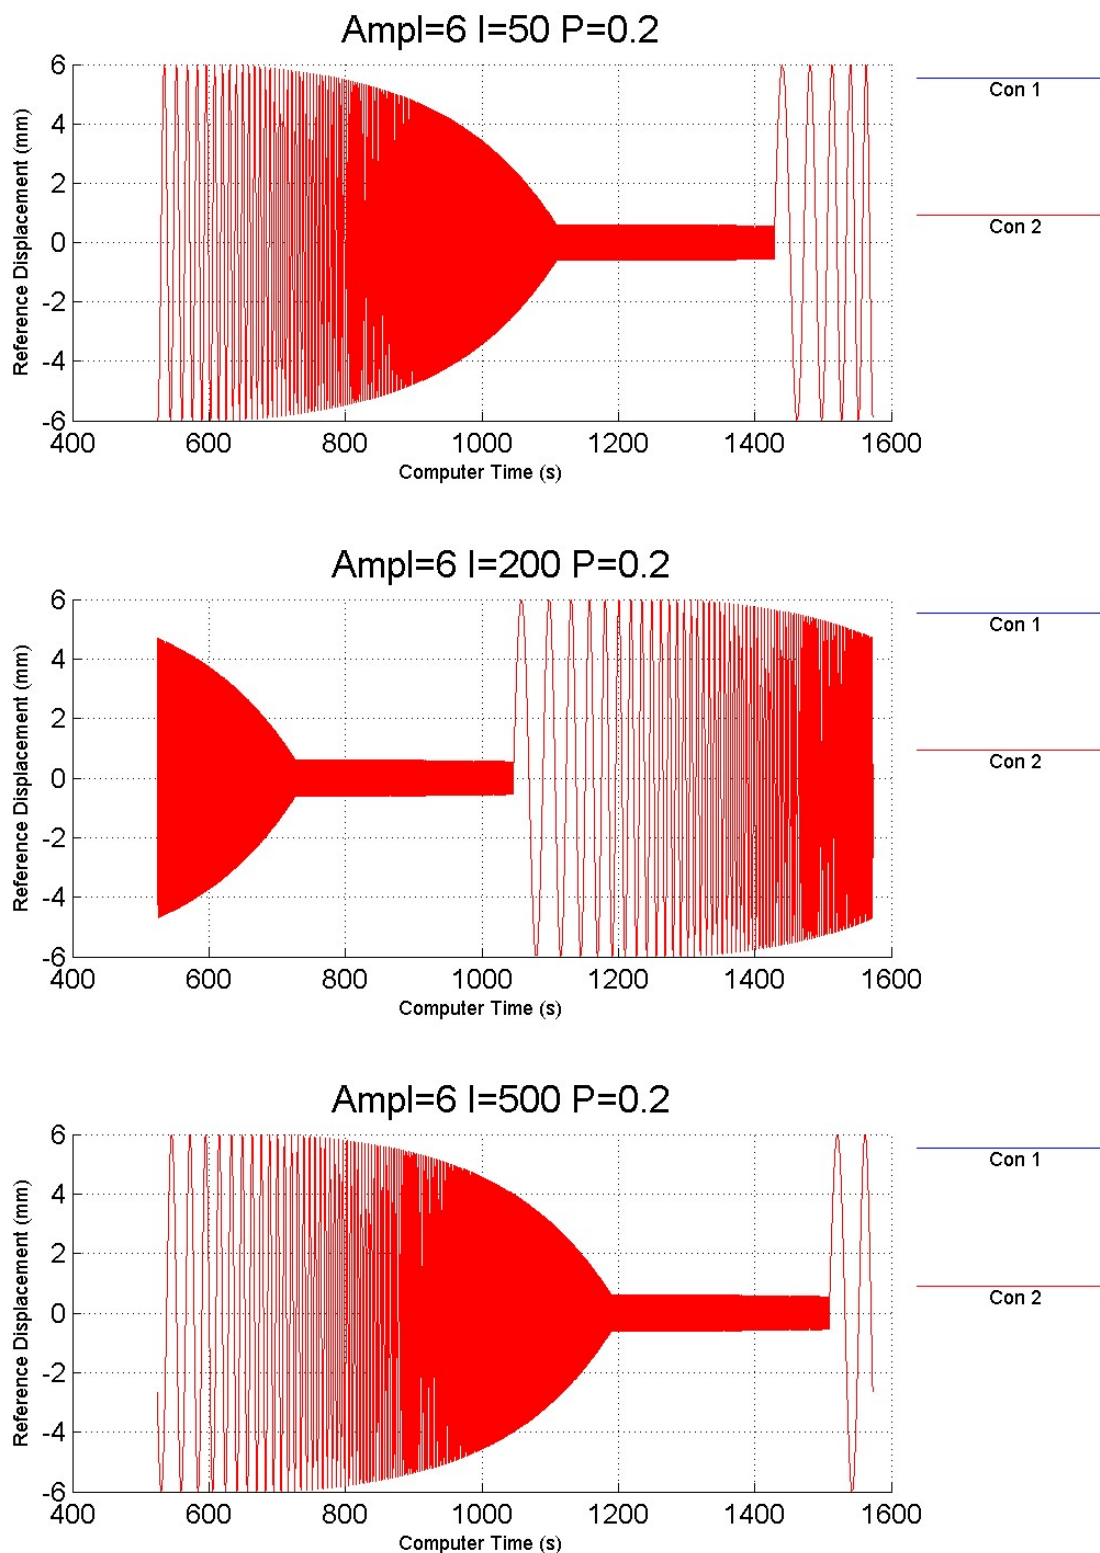 Ampl=6 I=50 P=0.2
6
4
2
0
-2
-4
-6
Reference Displacement (mm)
400 600 800 1000 1200 1400 1600
Computer Time (s)
Con 1
Con 2
Ampl=6 I=200 P=0.2
6
4
2
0
-2
-4
-6
Reference Displacement (mm)
400 600 800 1000 1200 1400 1600
Computer Time (s)
Con 1
Con 2
Ampl=6 I=500 P=0.2
6
4
2
0
-2
-4
-6
Reference Displacement (mm)
400 600 800 1000 1200 1400 1600
Computer Time (s)
Con 1
Con 2